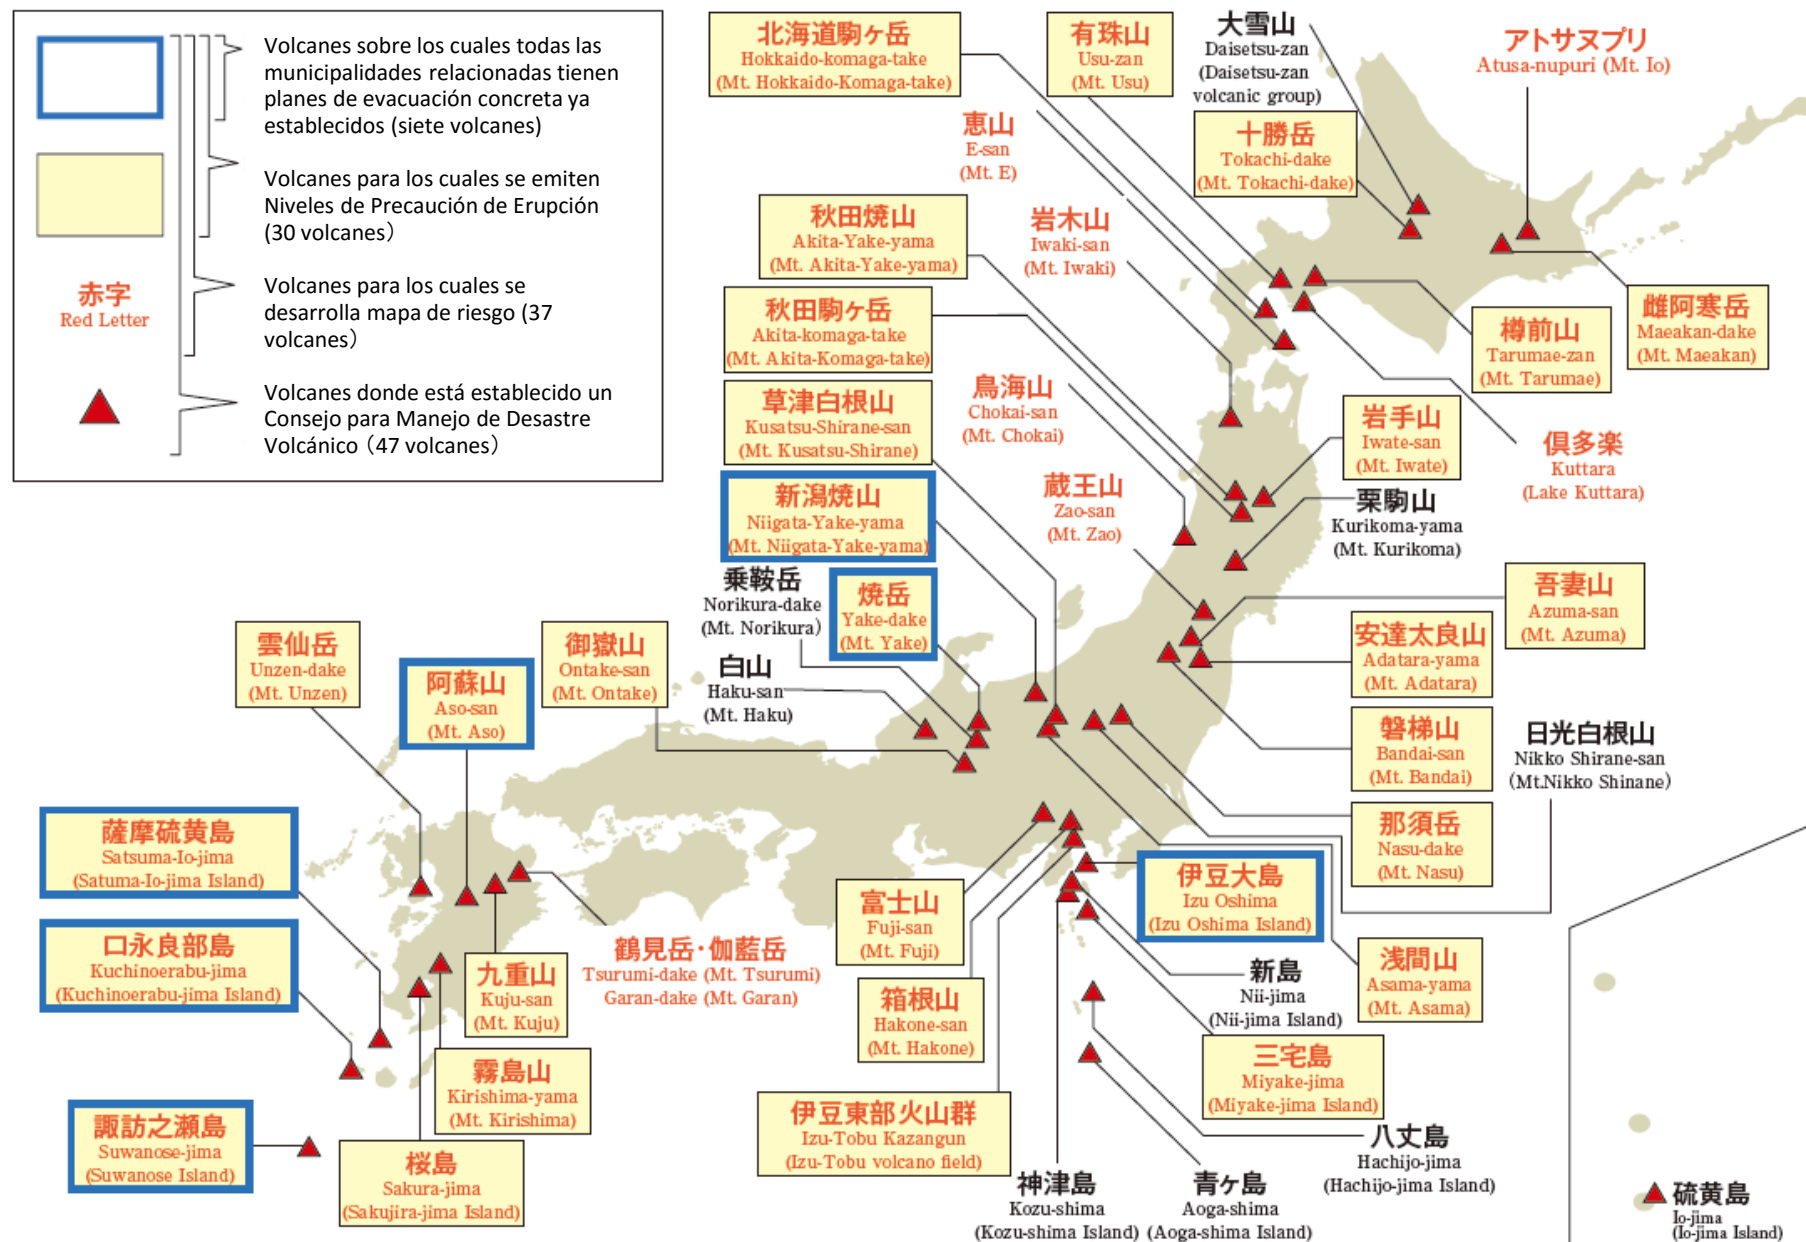 Volcanes sobre los cuales todas las
municipalidades relacionadas tienen
planes de evacuación concreta ya
establecidos (siete volcanes)
Volcanes para los cuales se emiten
Niveles de Precaución de Erupción
(30 volcanes）
赤字
Red Letter
Volcanes para los cuales se
desarrolla mapa de riesgo (37
volcanes）
Volcanes donde está establecido un
Consejo para Manejo de Desastre
Volcánico（47 volcanes）
北海道駒ヶ岳
Hokkaido-komaga-take
(Mt. Hokkaido-Komaga-take)
有珠山
Usu-zan
(Mt. Usu)
大雪山
Daisetsu-zan
(Daisetsu-zan
volcanic group)
アトサヌプリ
Atusa-nupuri (Mt. Io)
恵山
E-san
(Mt. E)
十勝岳
Tokachi-dake
(Mt. Tokachi-dake)
秋田焼山
Akita-Yake-yama
(Mt. Akita-Yake-yama)
岩木山
Iwaki-san
(Mt. Iwaki)
秋田駒ヶ岳
Akita-komaga-take
(Mt. Akita-Komaga-take)
樽前山
Tarumae-zan
(Mt. Tarumae)
雌阿寒岳
Maeakan-dake
(Mt. Maeakan)
草津白根山
Kusatsu-Shirane-san
(Mt. Kusatsu-Shirane)
鳥海山
Chokai-san
(Mt. Chokai)
岩手山
Iwate-san
(Mt. Iwate)
倶多楽
Kuttara
(Lake Kuttara)
新潟焼山
Niigata-Yake-yama
(Mt. Niigata-Yake-yama)
蔵王山
Zao-san
(Mt. Zao)
栗駒山
Kurikoma-yama
(Mt. Kurikoma)
乗鞍岳
Norikura-dake
(Mt. Norikura)
焼岳
Yake-dake
(Mt. Yake)
吾妻山
Azuma-san
(Mt. Azuma)
雲仙岳
Unzen-dake
(Mt. Unzen)
阿蘇山
Aso-san
(Mt. Aso)
御嶽山
Ontake-san
(Mt. Ontake)
白山
Haku-san
(Mt. Haku)
安達太良山
Adatara-yama
(Mt. Adatara)
磐梯山
Bandai-san
(Mt. Bandai)
日光白根山
Nikko Shirane-san
(Mt.Nikko Shinane)
薩摩硫黄島
Satsuma-Io-jima
(Satuma-Io-jima Island)
那須岳
Nasu-dake
(Mt. Nasu)
口永良部島
Kuchinoerabu-jima
(Kuchinoerabu-jima Island)
九重山
Kuju-san
(Mt. Kuju)
鶴見岳・伽藍岳
Tsurumi-dake (Mt. Tsurumi)
Garan-dake (Mt. Garan)
富士山
Fuji-san
(Mt. Fuji)
伊豆大島
Izu Oshima
(Izu Oshima Island)
新島
Nii-jima
(Nii-jima Island)
浅間山
Asama-yama
(Mt. Asama)
箱根山
Hakone-san
(Mt. Hakone)
霧島山
Kirishima-yama
(Mt. Kirishima)
三宅島
Miyake-jima
(Miyake-jima Island)
諏訪之瀬島
Suwanose-jima
(Suwanose Island)
桜島
Sakura-jima
(Sakujira-jima Island)
伊豆東部火山群
Izu-Tobu Kazangun
(Izu-Tobu volcano field)
八丈島
Hachijo-jima
(Hachijo-jima Island)
神津島
Kozu-shima
(Kozu-shima Island)
青ヶ島
Aoga-shima
(Aoga-shima Island)
硫黄島
Io-jima
(Io-jima Island)